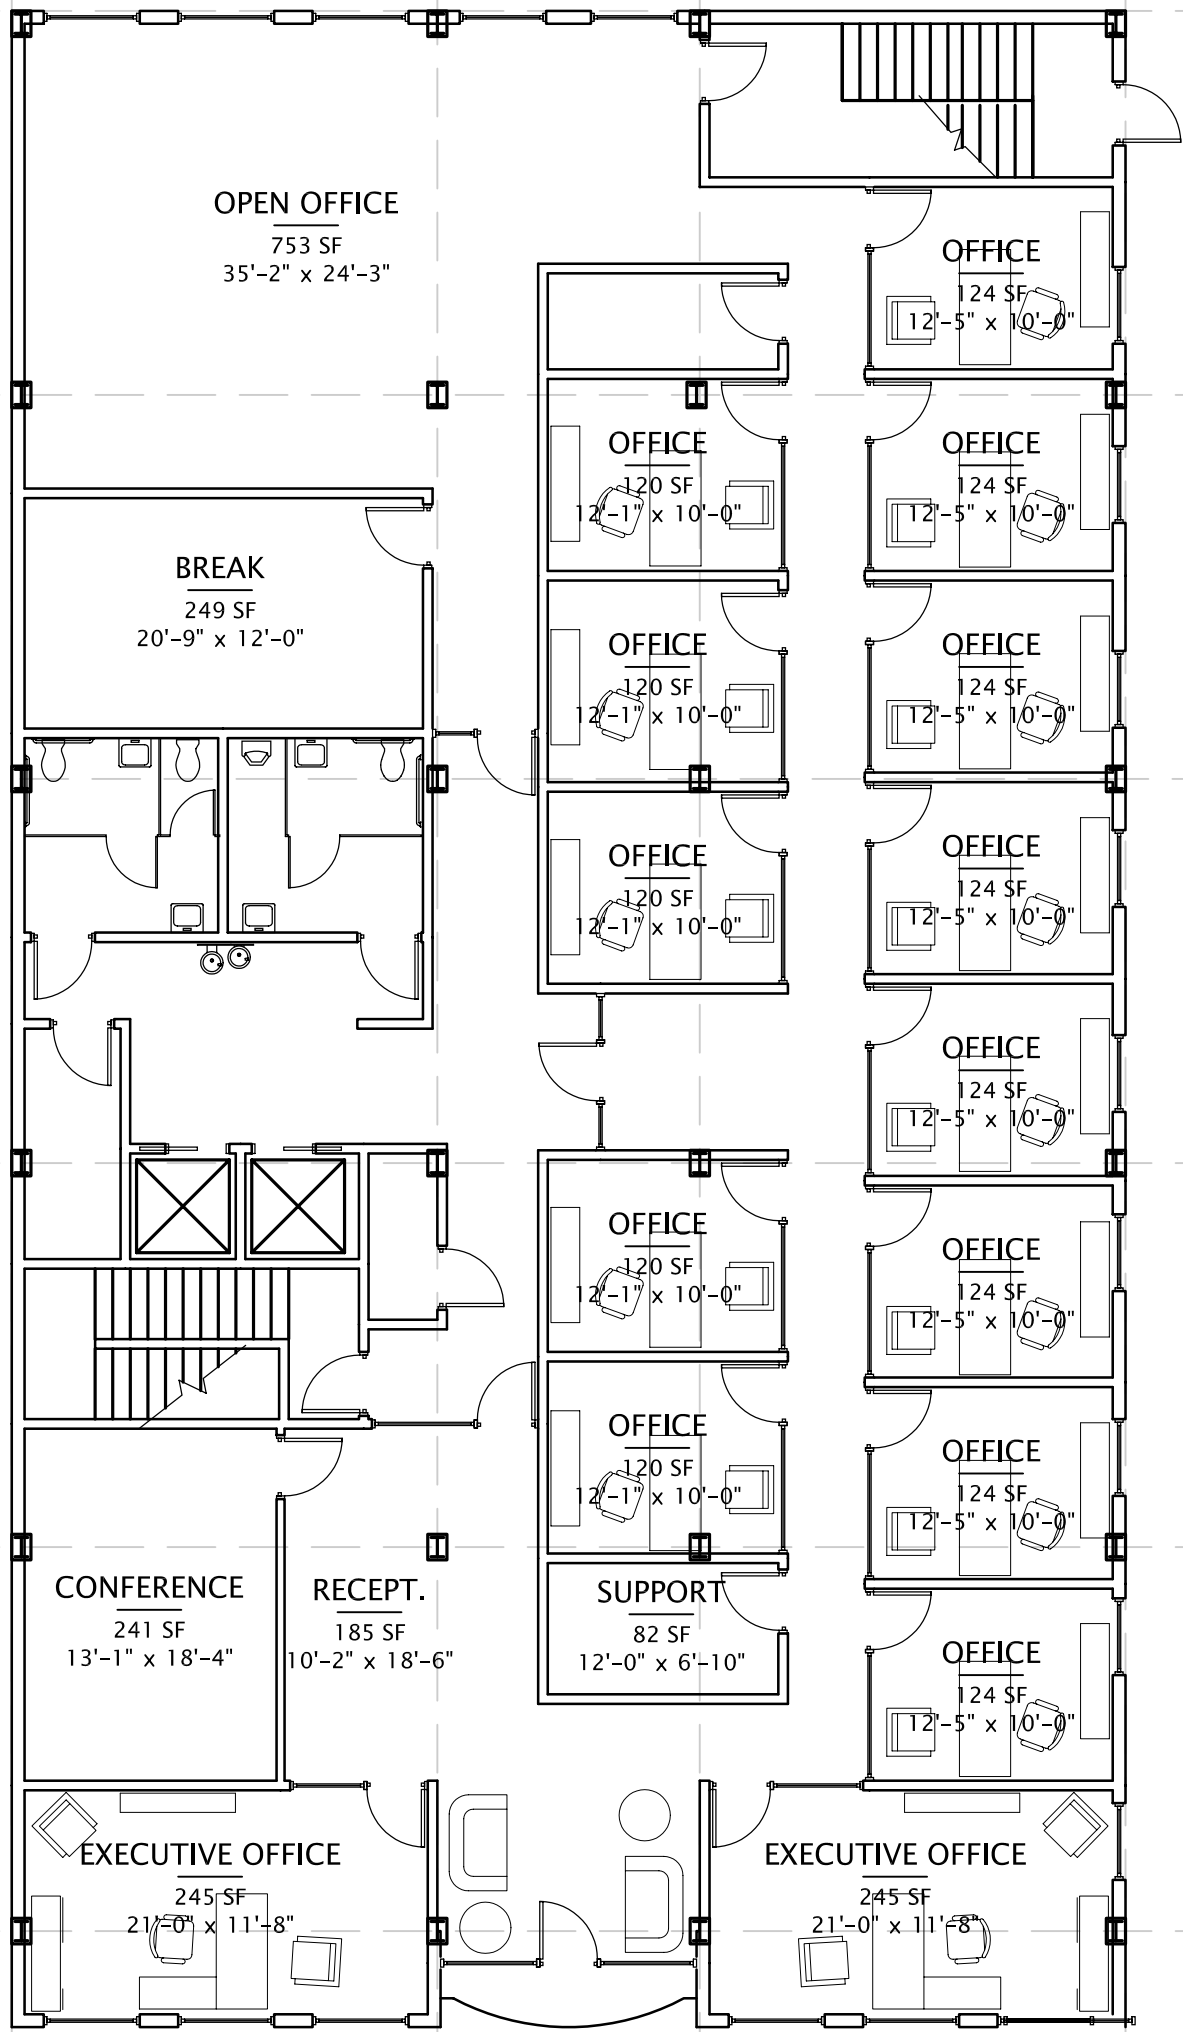 OPEN OFFICE
753 SF
35'-2" x 24'-3"
OFFICE
124 SF
12'-5" x 10'-0"
OFFICE
120 SF
12'-1" x 10'-0"
OFFICE
124 SF
12'-5" x 10'-0"
BREAK
249 SF
20'-9" x 12'-0"
OFFICE
120 SF
12'-1" x 10'-0"
OFFICE
124 SF
12'-5" x 10'-0"
OFFICE
120 SF
12'-1" x 10'-0"
OFFICE
124 SF
12'-5" x 10'-0"
OFFICE
124 SF
12'-5" x 10'-0"
OFFICE
120 SF
12'-1" x 10'-0"
OFFICE
124 SF
12'-5" x 10'-0"
OFFICE
120 SF
12'-1" x 10'-0"
OFFICE
124 SF
12'-5" x 10'-0"
CONFERENCE
241 SF
13'-1" x 18'-4"
RECEPT.
185 SF
10'-2" x 18'-6"
SUPPORT
82 SF
12'-0" x 6'-10"
OFFICE
124 SF
12'-5" x 10'-0"
EXECUTIVE OFFICE
245 SF
21'-0" x 11'-8"
EXECUTIVE OFFICE
245 SF
21'-0" x 11'-8"